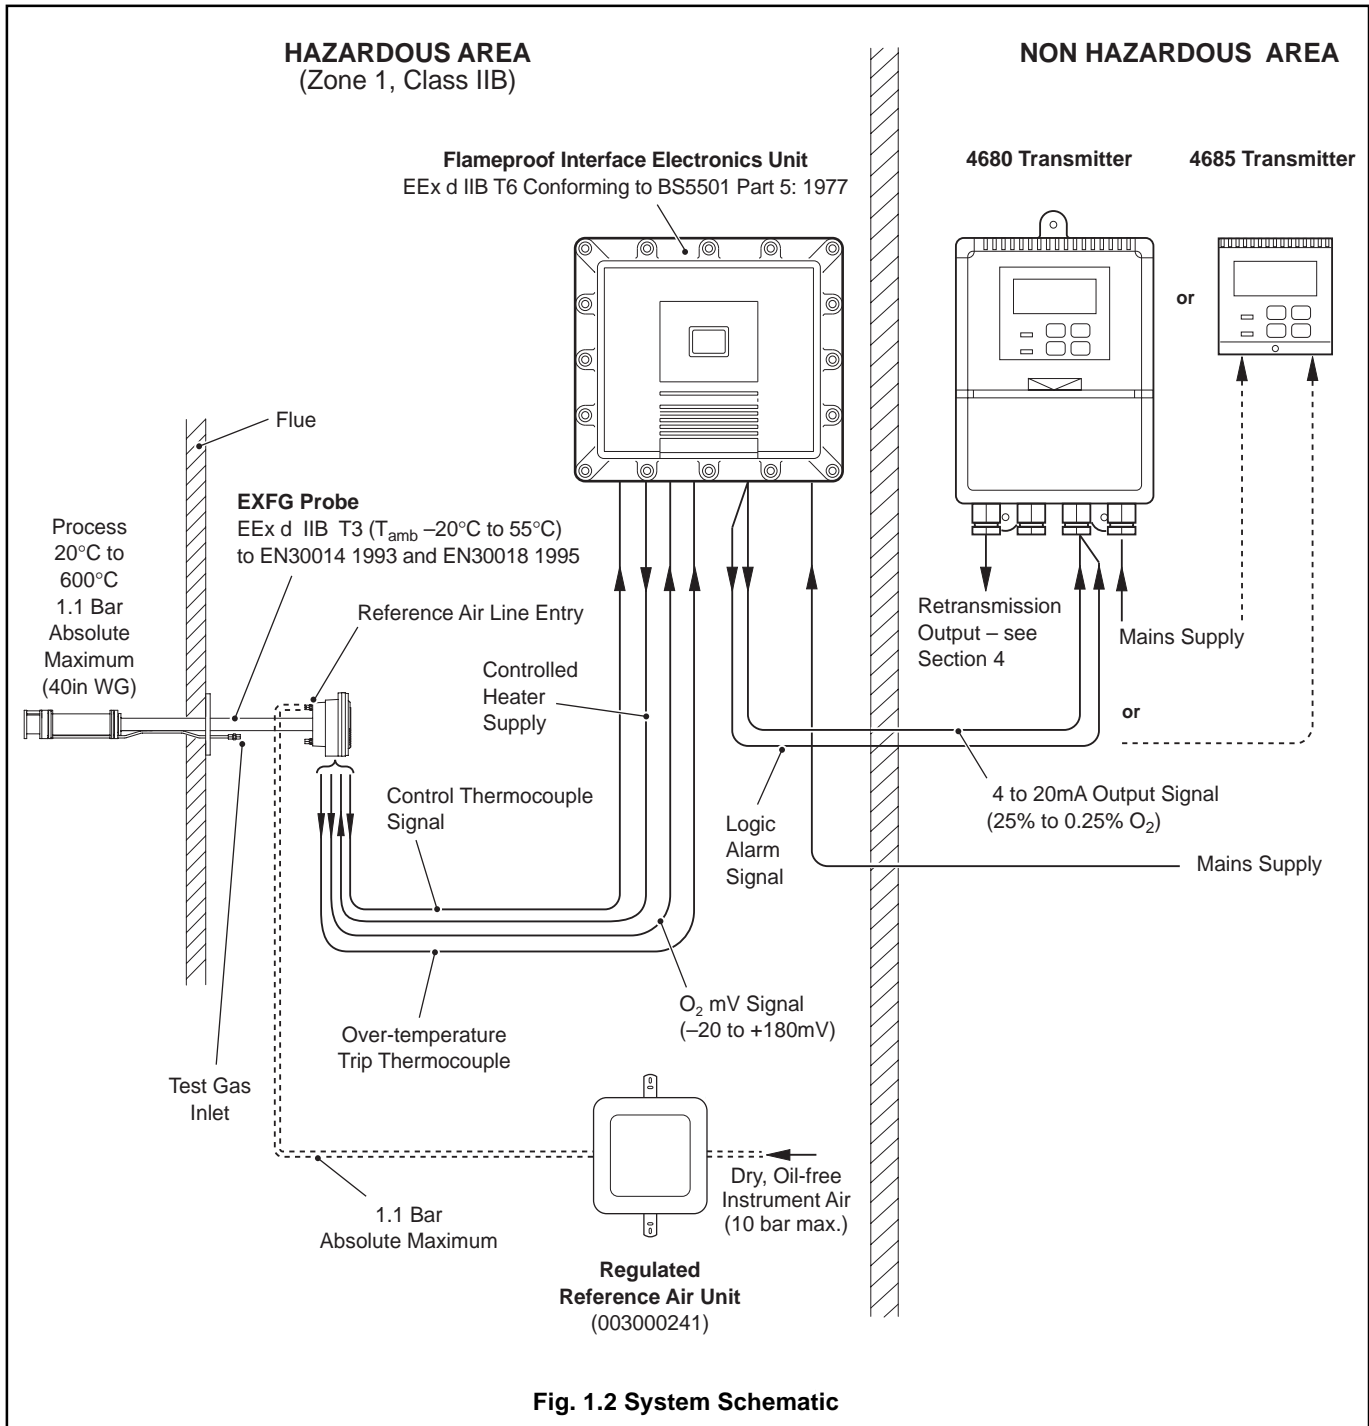 HAZARDOUS AREA
(Zone 1, Class IIB)
NON HAZARDOUS AREA
Flameproof Interface Electronics Unit
EEx d IIB T6 Conforming to BS5501 Part 5: 1977
4680 Transmitter
4685 Transmitter
or
Flue
EXFG Probe
EEx d IIB T3 (Tamb –20°C to 55°C)
to EN30014 1993 and EN30018 1995
Process
20°C to
600°C
1.1 Bar
Absolute
Maximum
(40in WG)
Reference Air Line Entry
Controlled
Heater
Supply
Retransmission
Output – see
Section 4
Mains Supply
or
Control Thermocouple
Signal
Logic
Alarm
Signal
4 to 20mA Output Signal
(25% to 0.25% O2)
Mains Supply
O2 mV Signal
(–20 to +180mV)
Over-temperature
Trip Thermocouple
Test Gas
Inlet
Dry, Oil-free
Instrument Air
(10 bar max.)
1.1 Bar
Absolute Maximum
Regulated
Reference Air Unit
(003000241)
Fig. 1.2 System Schematic